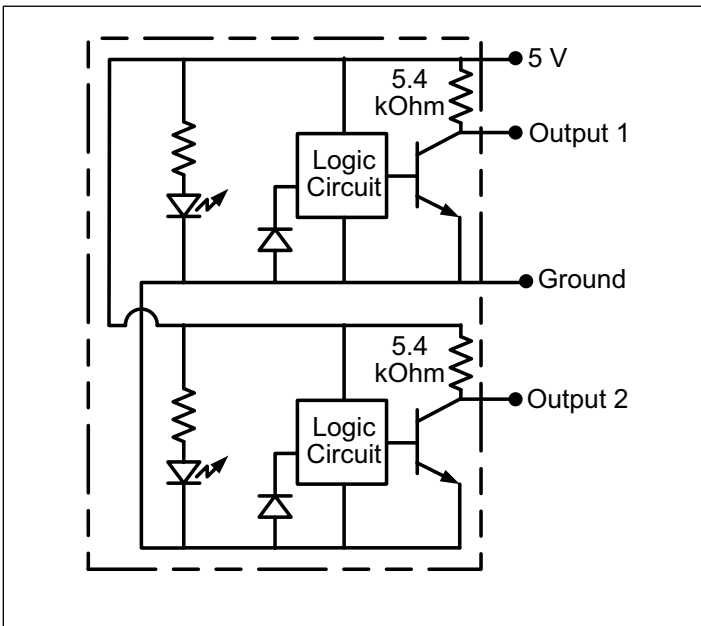 5 V
5.4
kOhm
Output 1
Logic
Circuit
Ground
5.4
kOhm
Output 2
Logic
Circuit